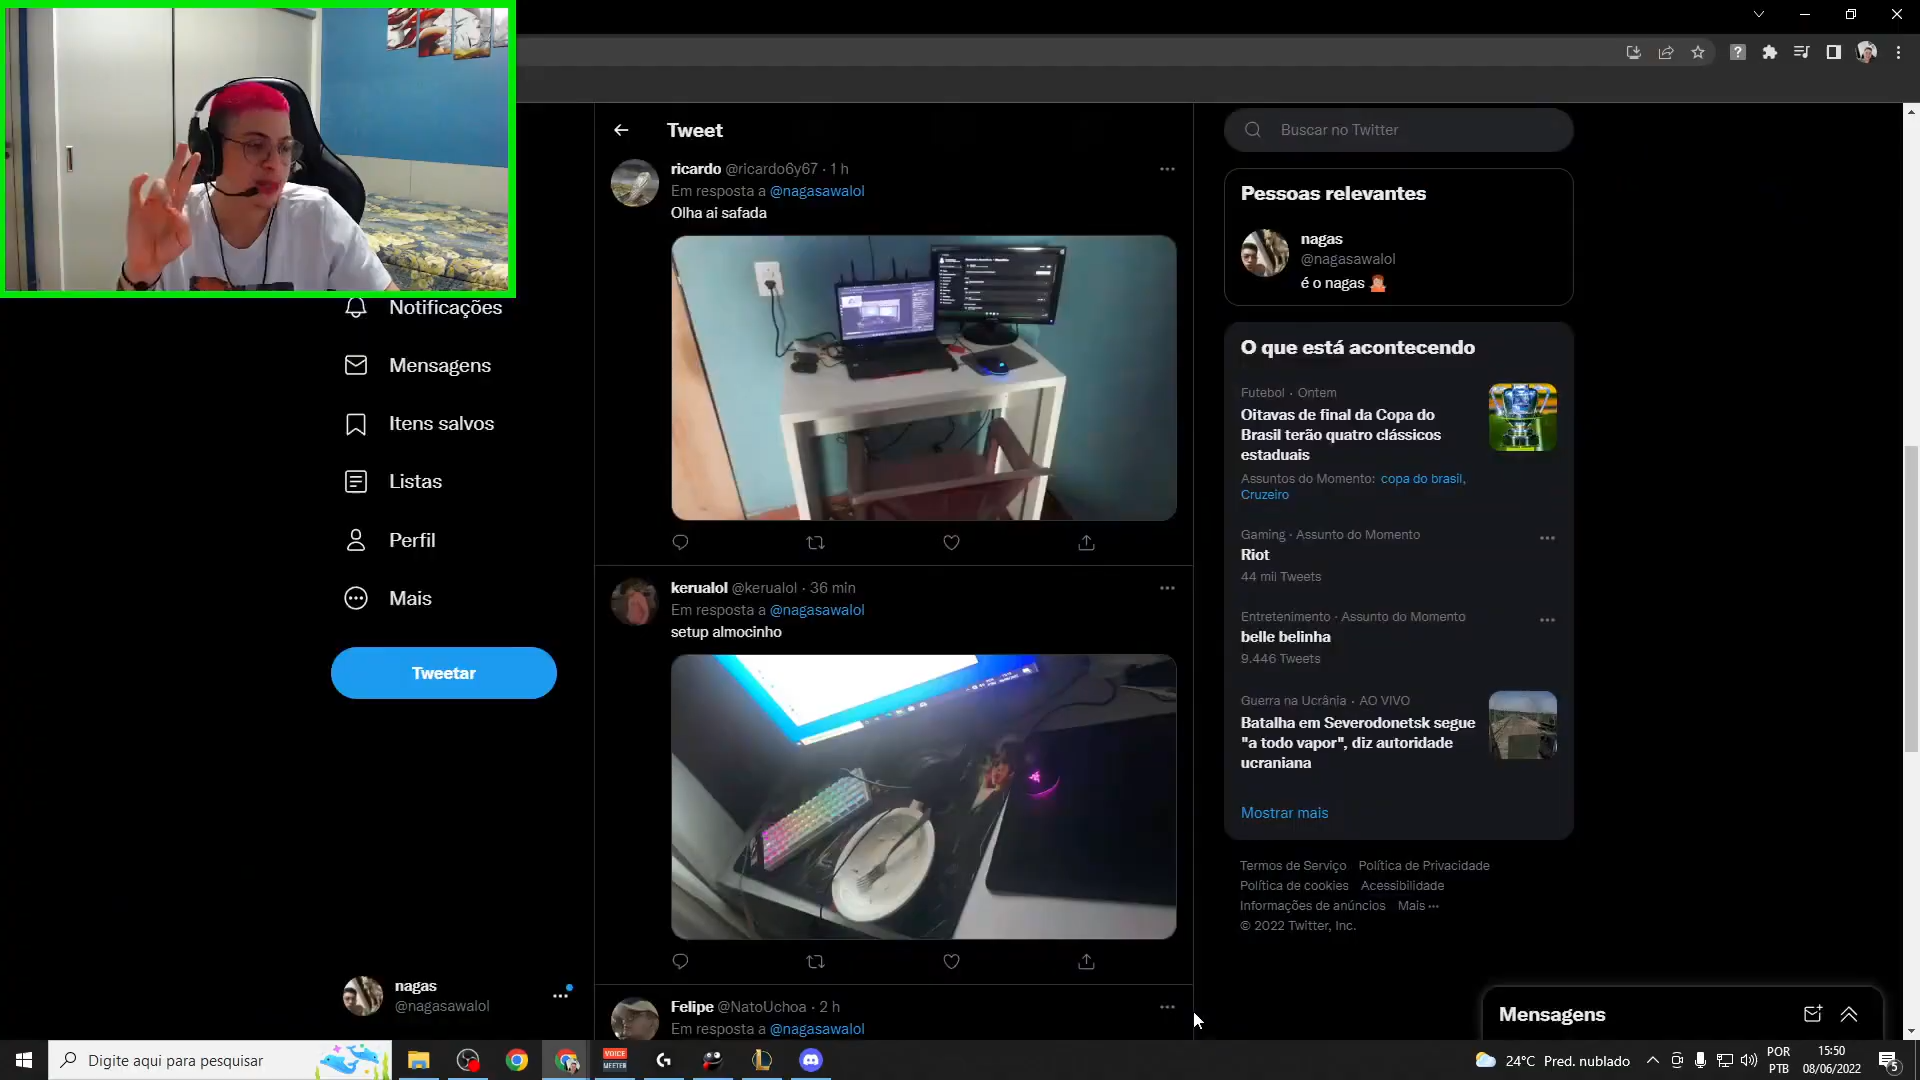 Tweet
ricardo @ricardo6y67 · 1 h
Em resposta a @nagasawalol
Olha ai safada
kerualol @kerualol · 36 min
Em resposta a @nagasawalol
setup almocinho
Felipe @NatoUchoa · 2 h
Em resposta a @nagasawalol
Notificações
Mensagens
Itens salvos
Listas
Perfil
Mais
Tweetar
nagas
@nagasawalol
Buscar no Twitter
Pessoas relevantes
nagas
@nagasawalol
é o nagas
O que está acontecendo
Futebol · Ontem
Oitavas de final da Copa do
Brasil terão quatro clássicos
estaduais
Assuntos do Momento: copa do brasil,
Cruzeiro
Gaming · Assunto do Momento
Riot
44 mil Tweets
Entretenimento · Assunto do Momento
belle belinha
9.446 Tweets
Guerra na Ucrânia · AO VIVO
Batalha em Severodonetsk segue
"a todo vapor", diz autoridade
ucraniana
Mostrar mais
Termos de Serviço Política de Privacidade
Política de cookies Acessibilidade
Informações de anúncios Mais ···
© 2022 Twitter, Inc.
Mensagens
Digite aqui para pesquisar
VOICE
MEETER
24°C Pred. nublado
POR
PTB
15:50
08/06/2022
5